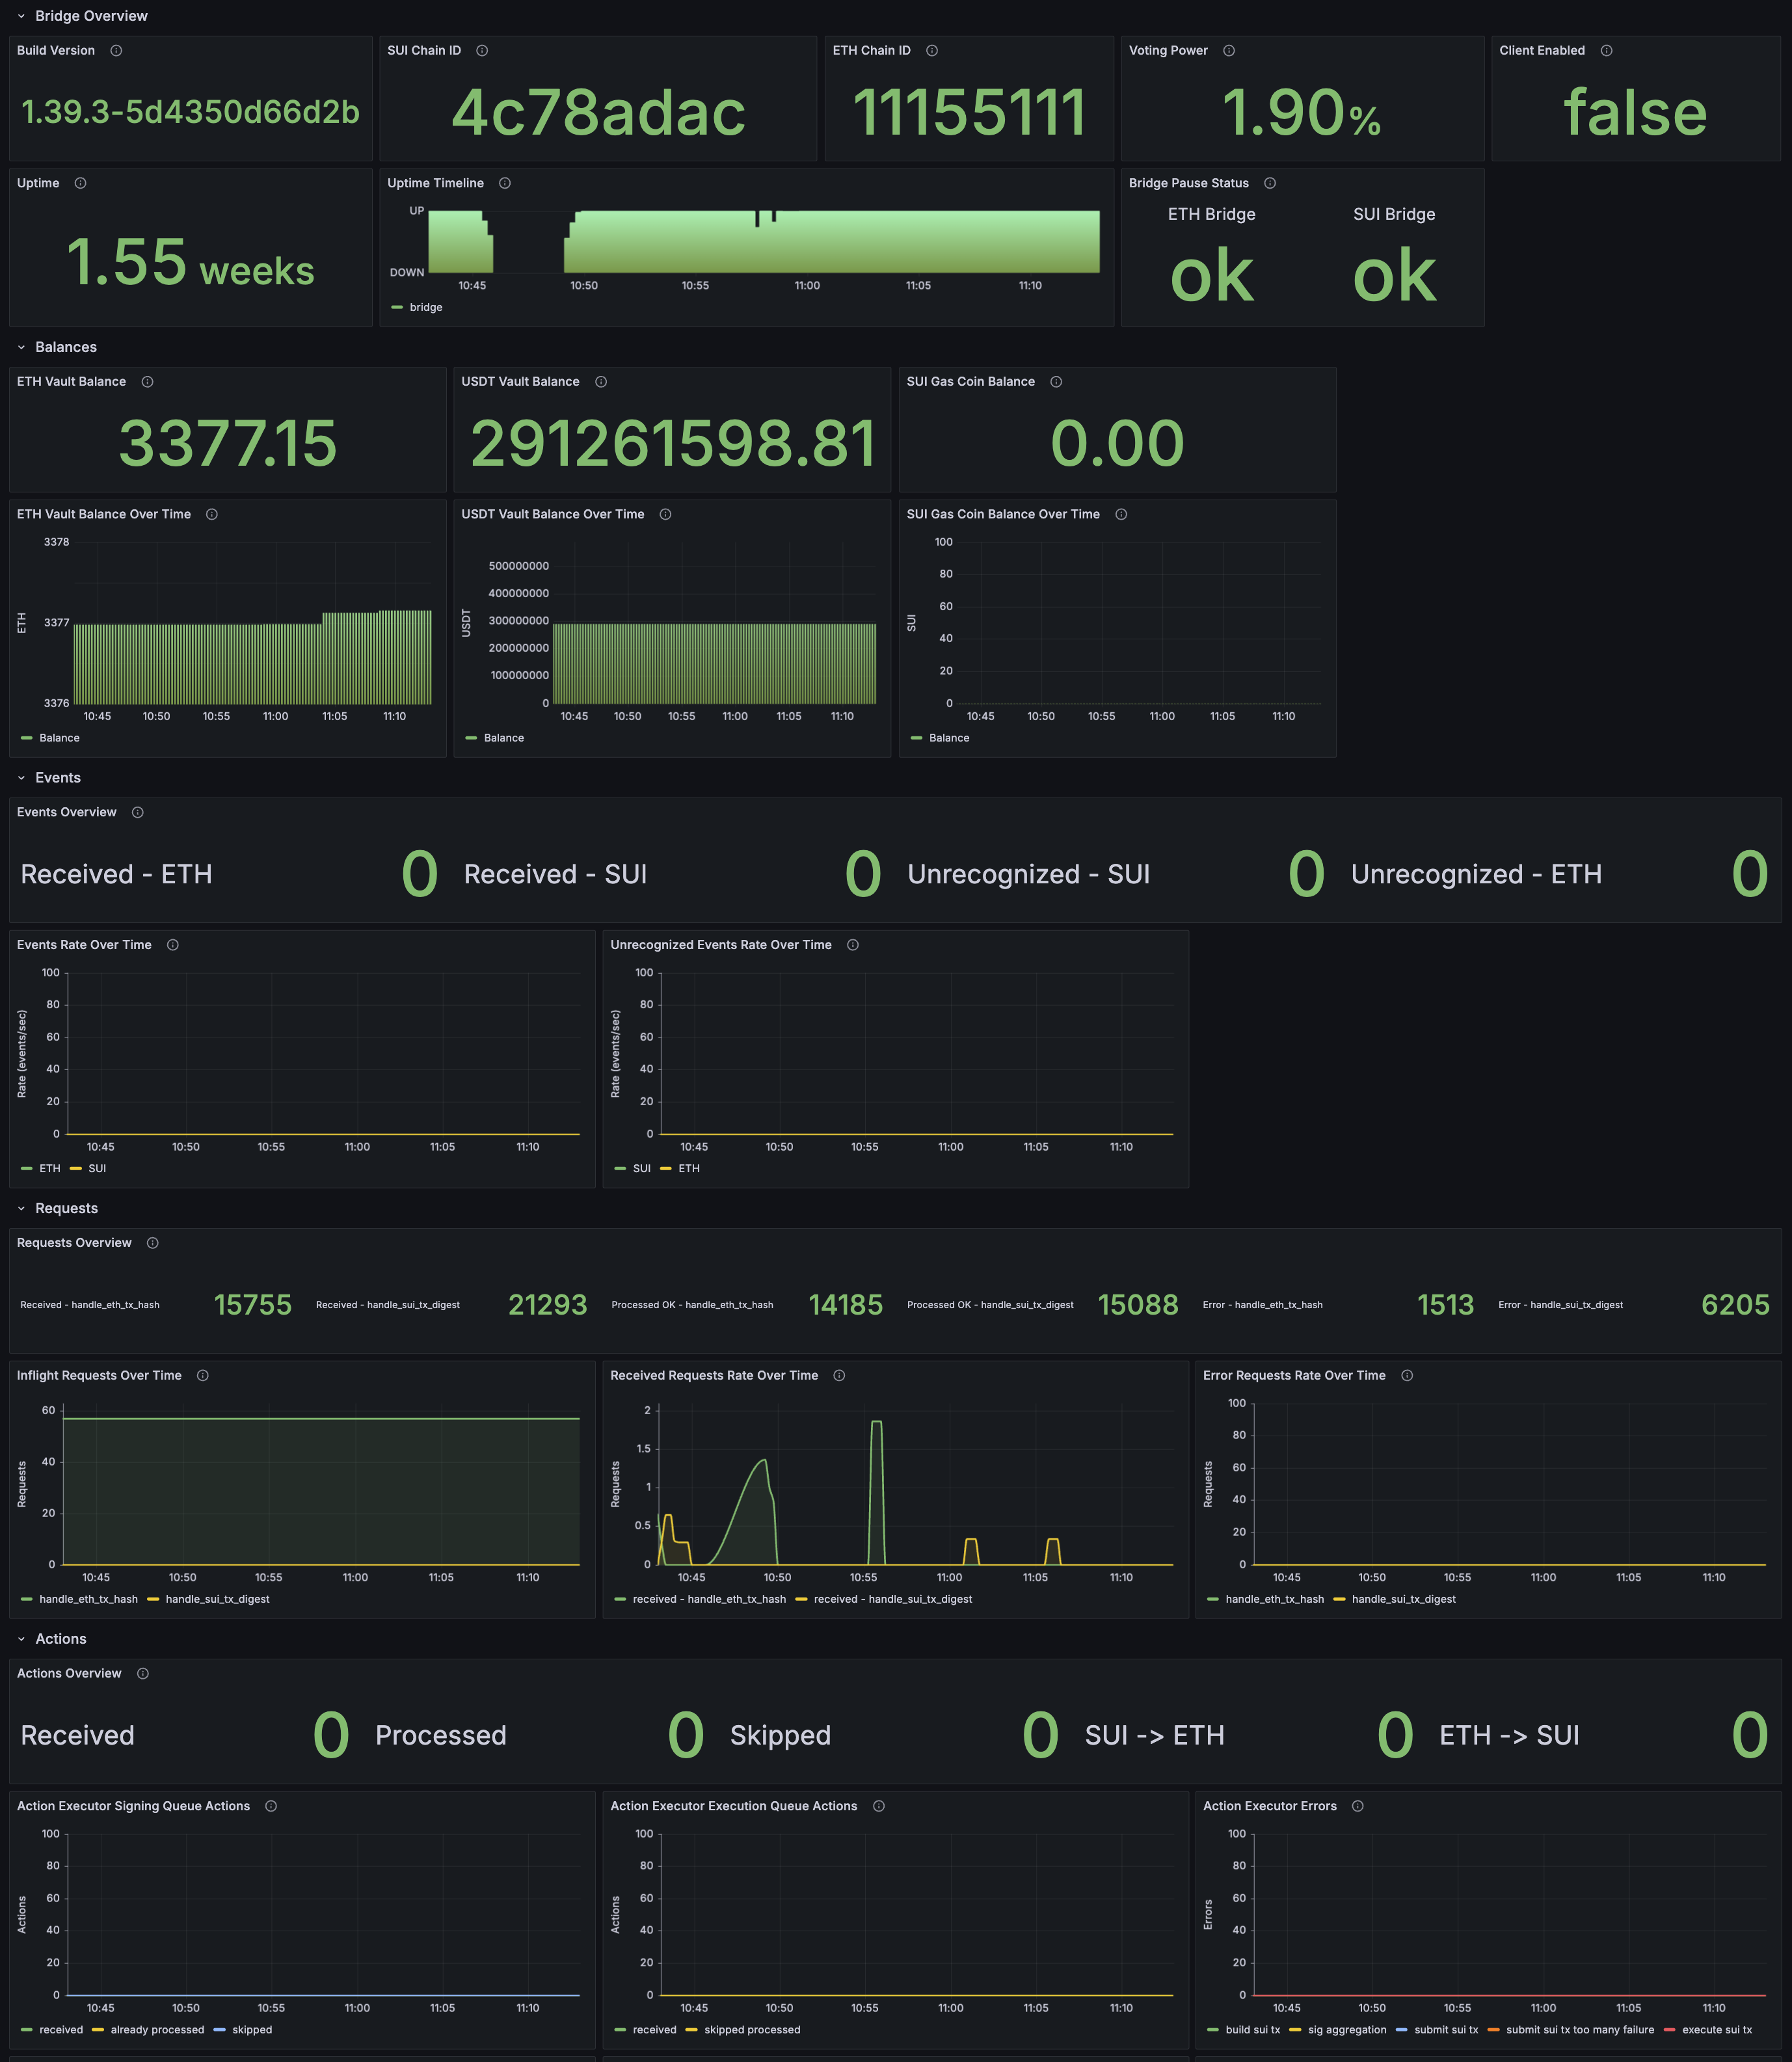 Bridge Overview
Build Version
1.39.3-5d4350d66d2b
SUI Chain ID
4c78adac
ETH Chain ID
11155111
Voting Power
1.90%
Client Enabled
false
Uptime
1.55 weeks
Uptime Timeline
UP
DOWN
10:45 10:50 10:55 11:00 11:05 11:10
bridge
Bridge Pause Status
ETH Bridge SUI Bridge
ok ok
Balances
ETH Vault Balance
3377.15
USDT Vault Balance
291261598.81
SUI Gas Coin Balance
0.00
ETH Vault Balance Over Time
ETH
3378
3377
3376
10:45 10:50 10:55 11:00 11:05 11:10
Balance
USDT Vault Balance Over Time
USDT
500000000
400000000
300000000
200000000
100000000
0
10:45 10:50 10:55 11:00 11:05 11:10
Balance
SUI Gas Coin Balance Over Time
SUI
100
80
60
40
20
0
10:45 10:50 10:55 11:00 11:05 11:10
Balance
Events
Events Overview
Received - ETH 0 Received - SUI 0 Unrecognized - SUI 0 Unrecognized - ETH 0
Events Rate Over Time
Rate (events/sec)
100
80
60
40
20
0
10:45 10:50 10:55 11:00 11:05 11:10
ETH SUI
Unrecognized Events Rate Over Time
Rate (events/sec)
100
80
60
40
20
0
10:45 10:50 10:55 11:00 11:05 11:10
SUI ETH
Requests
Requests Overview
Received - handle_eth_tx_hash 15755 Received - handle_sui_tx_digest 21293 Processed OK - handle_eth_tx_hash 14185 Processed OK - handle_sui_tx_digest 15088 Error - handle_eth_tx_hash 1513 Error - handle_sui_tx_digest 6205
Inflight Requests Over Time
Requests
60
40
20
0
10:45 10:50 10:55 11:00 11:05 11:10
handle_eth_tx_hash handle_sui_tx_digest
Received Requests Rate Over Time
Requests
2
1.5
1
0.5
0
10:45 10:50 10:55 11:00 11:05 11:10
received - handle_eth_tx_hash received - handle_sui_tx_digest
Error Requests Rate Over Time
Requests
100
80
60
40
20
0
10:45 10:50 10:55 11:00 11:05 11:10
handle_eth_tx_hash handle_sui_tx_digest
Actions
Actions Overview
Received 0 Processed 0 Skipped 0 SUI -> ETH 0 ETH -> SUI 0
Action Executor Signing Queue Actions
Actions
100
80
60
40
20
0
10:45 10:50 10:55 11:00 11:05 11:10
received already processed skipped
Action Executor Execution Queue Actions
Actions
100
80
60
40
20
0
10:45 10:50 10:55 11:00 11:05 11:10
received skipped processed
Action Executor Errors
Errors
100
80
60
40
20
0
10:45 10:50 10:55 11:00 11:05 11:10
build sui tx sig aggregation submit sui tx submit sui tx too many failure execute sui tx